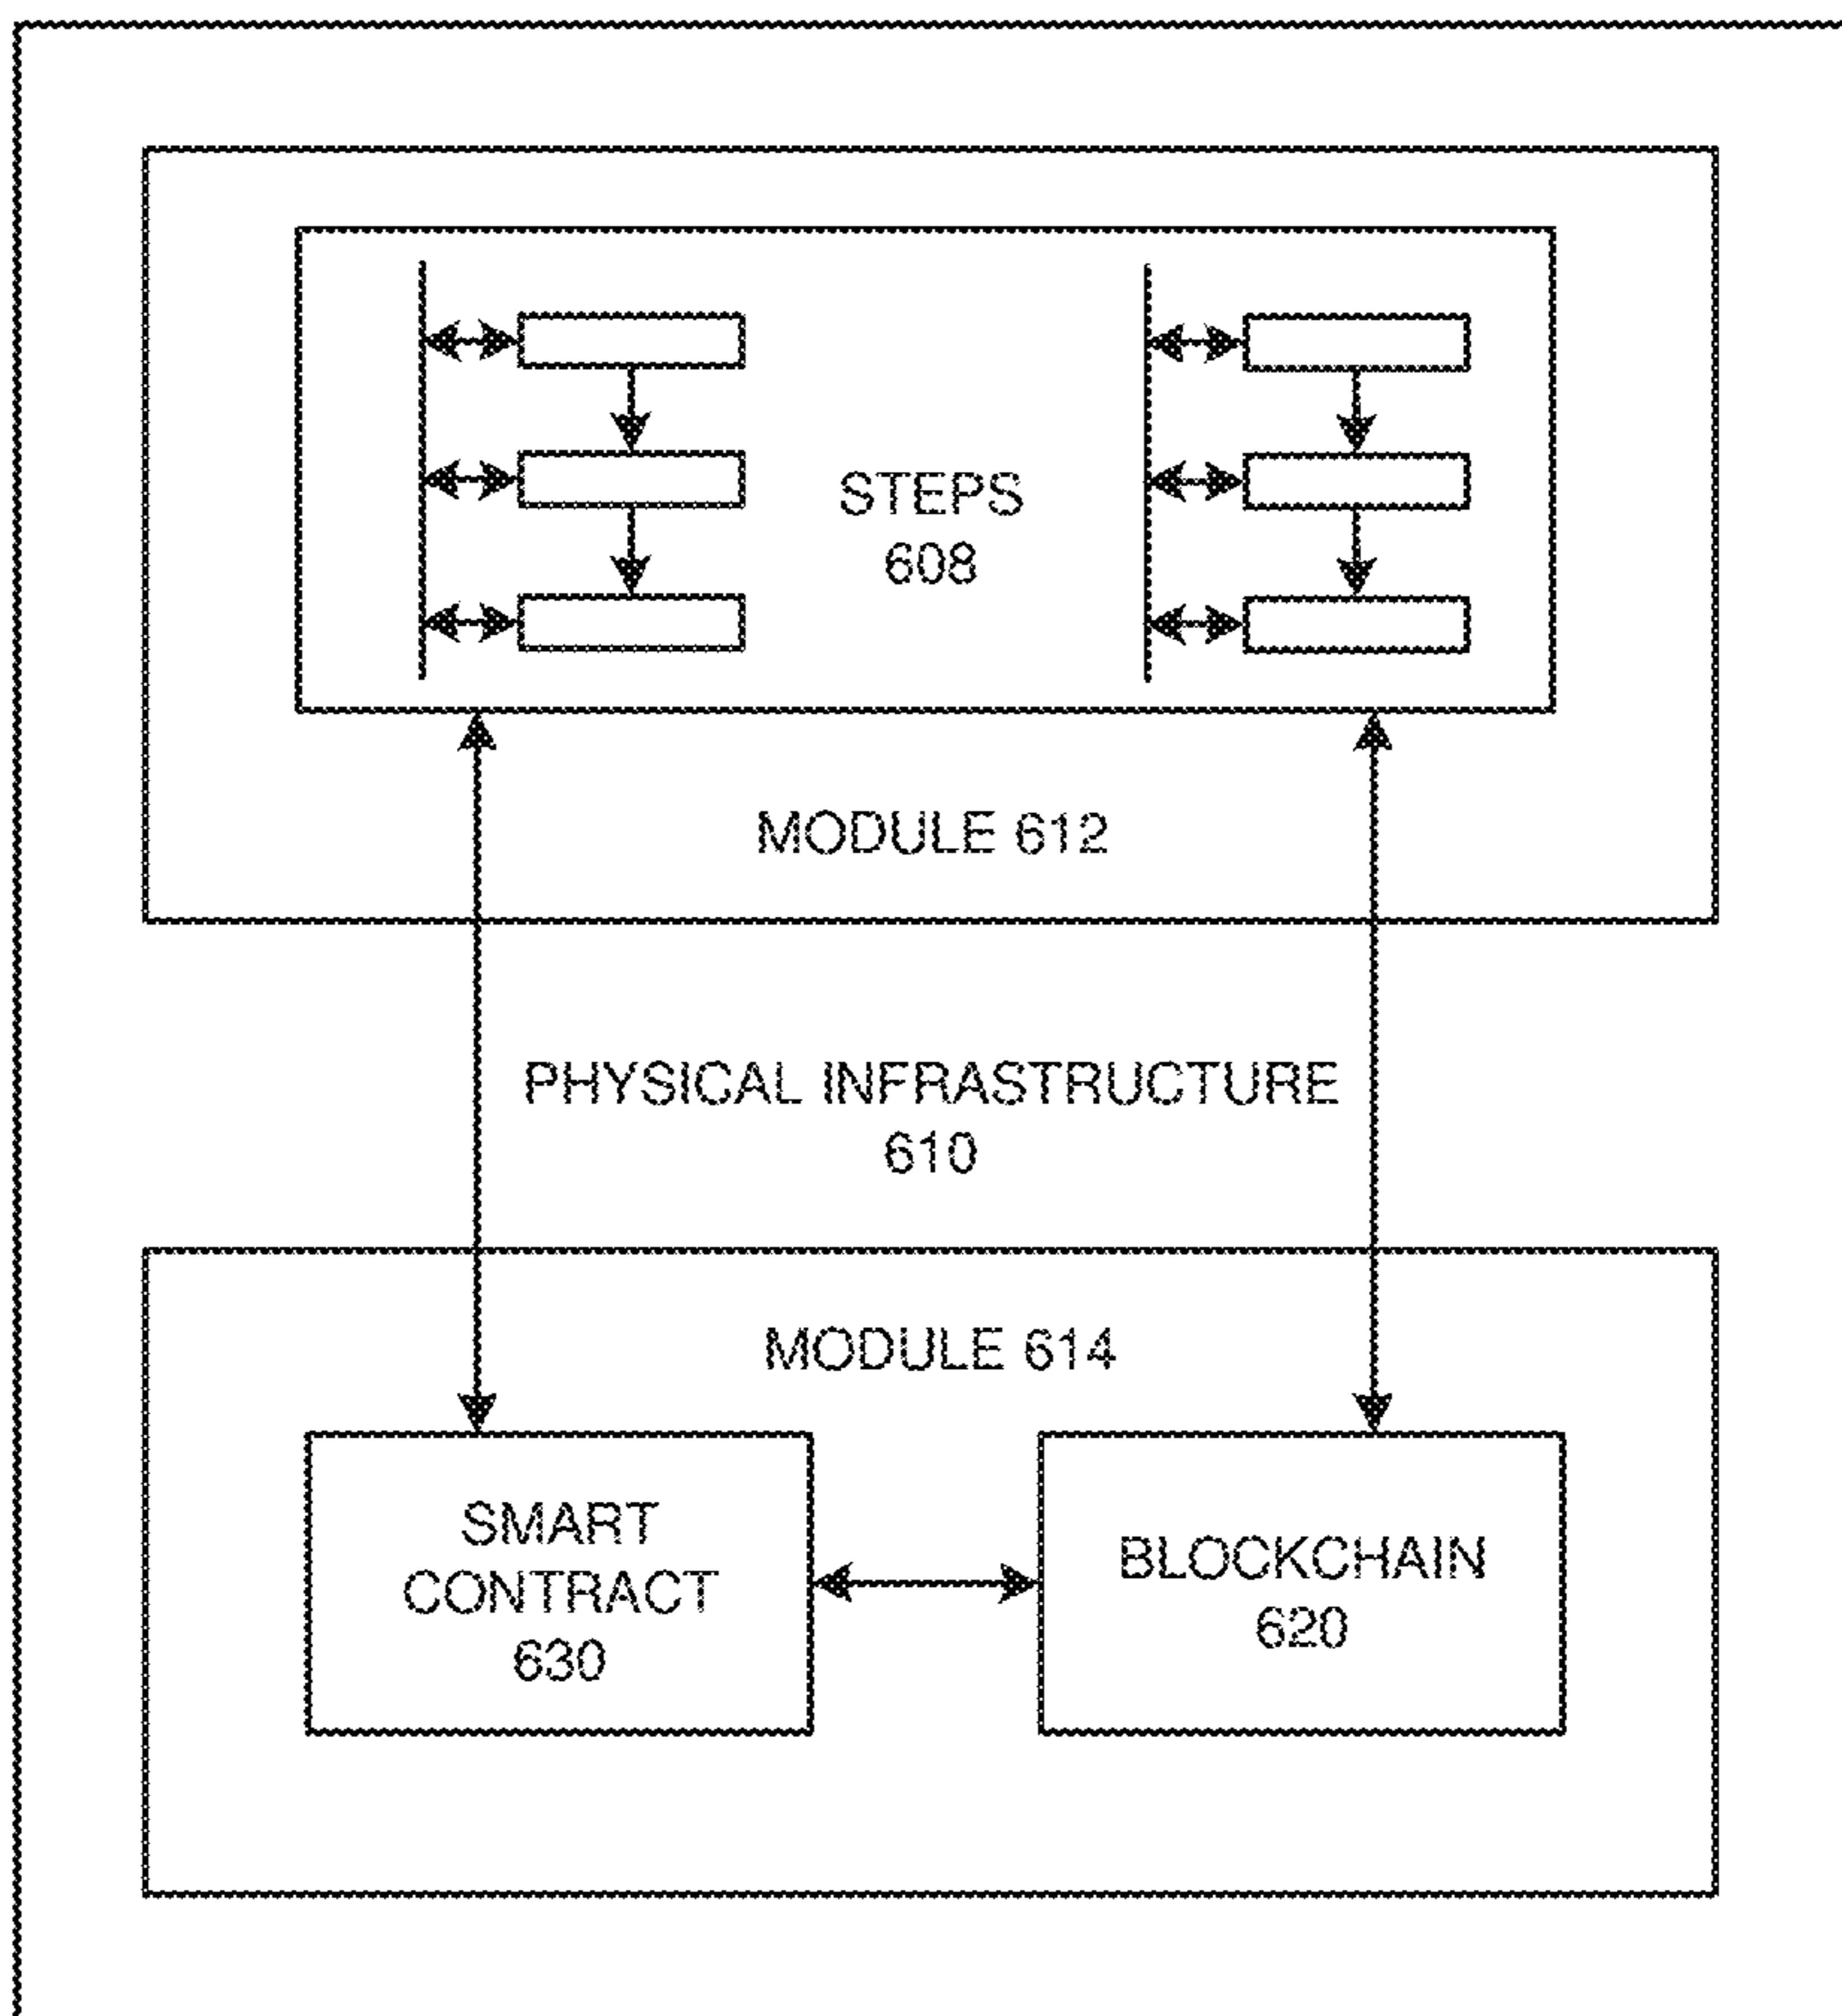 STEPS
608
MODULE 612
PHYSICAL INFRASTRUCTURE
610
MODULE 614
SMART
CONTRACT
630
BLOCKCHAIN
620